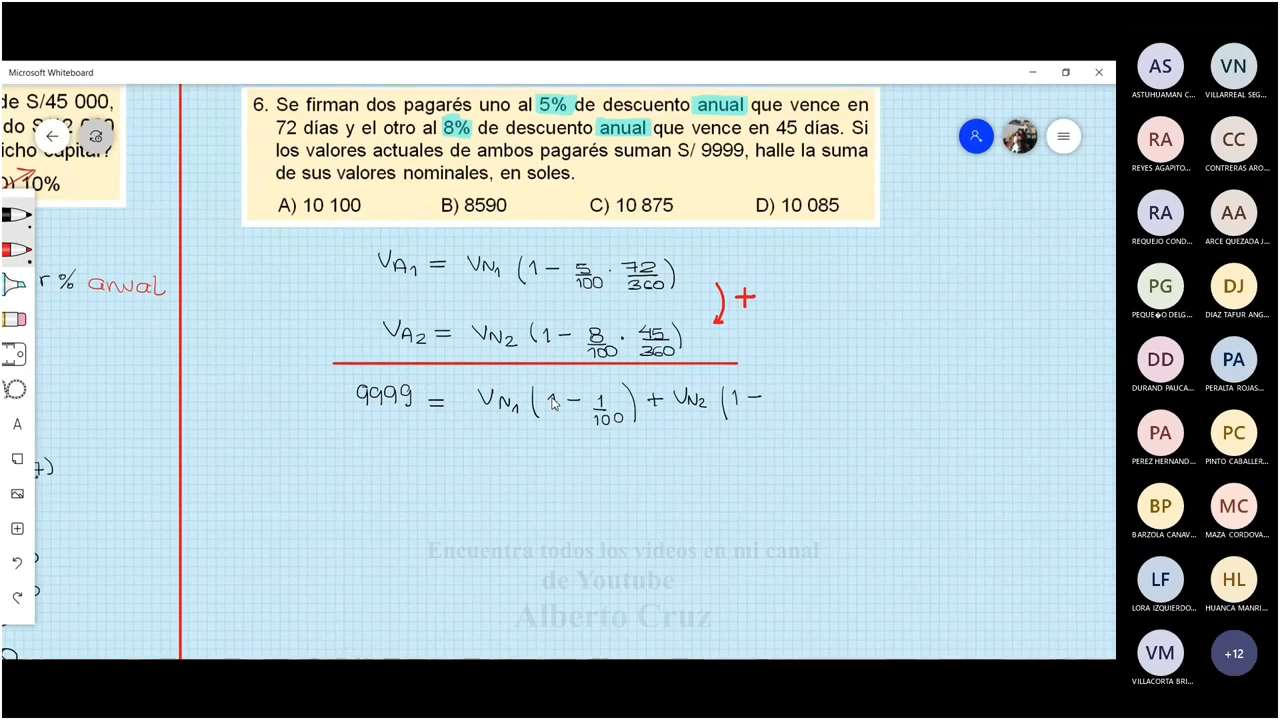 Microsoft Whiteboard
de S/45 000,
icho capital?
10%
r % anual
6. Se firman dos pagarés uno al 5% de descuento anual que vence en
72 días y el otro al 8% de descuento anual que vence en 45 días. Si
los valores actuales de ambos pagarés suman S/ 9999, halle la suma
de sus valores nominales, en soles.
A) 10 100 B) 8590 C) 10 875 D) 10 085
VA1 = VN1 (1 - 5/100 · 72/360)
+
VA2 = VN2 (1 - 8/100 · 45/360)
9999 = VN1 (1 - 1/100) + VN2 (1 -
Encuentra todos los videos en mi canal
de Youtube
Alberto Cruz
AS VN
ASTUHUAMAN C... VILLARREAL SEG...
RA CC
REYES AGAPITO... CONTRERAS ARO...
RA AA
REQUEJO COND... ARCE QUEZADA J...
PG DJ
PEQUE�O DELG... DIAZ TAFUR ANG...
DD PA
DURAND PAUCA... PERALTA ROJAS...
PA PC
PEREZ HERNAND... PINTO CABALLER...
BP MC
BARZOLA CANAV... MAZA CORDOVA...
LF HL
LORA IZQUIERDO... HUANCA MANRI...
VM +12
VILLACORTA BRI...